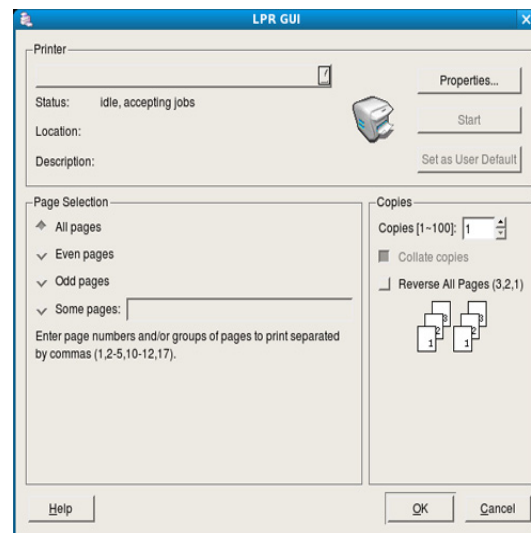 LPR GUI
Printer
Properties...
Status: idle, accepting jobs
Start
Location:
Description:
Set as User Default
Page Selection
All pages
Even pages
Odd pages
Some pages:
Enter page numbers and/or groups of pages to print separated
by commas (1,2-5,10-12,17).
Copies
Copies [1~100]: 1
Collate copies
Reverse All Pages (3,2,1)
3 3
2 2
1 1
Help
OK
Cancel